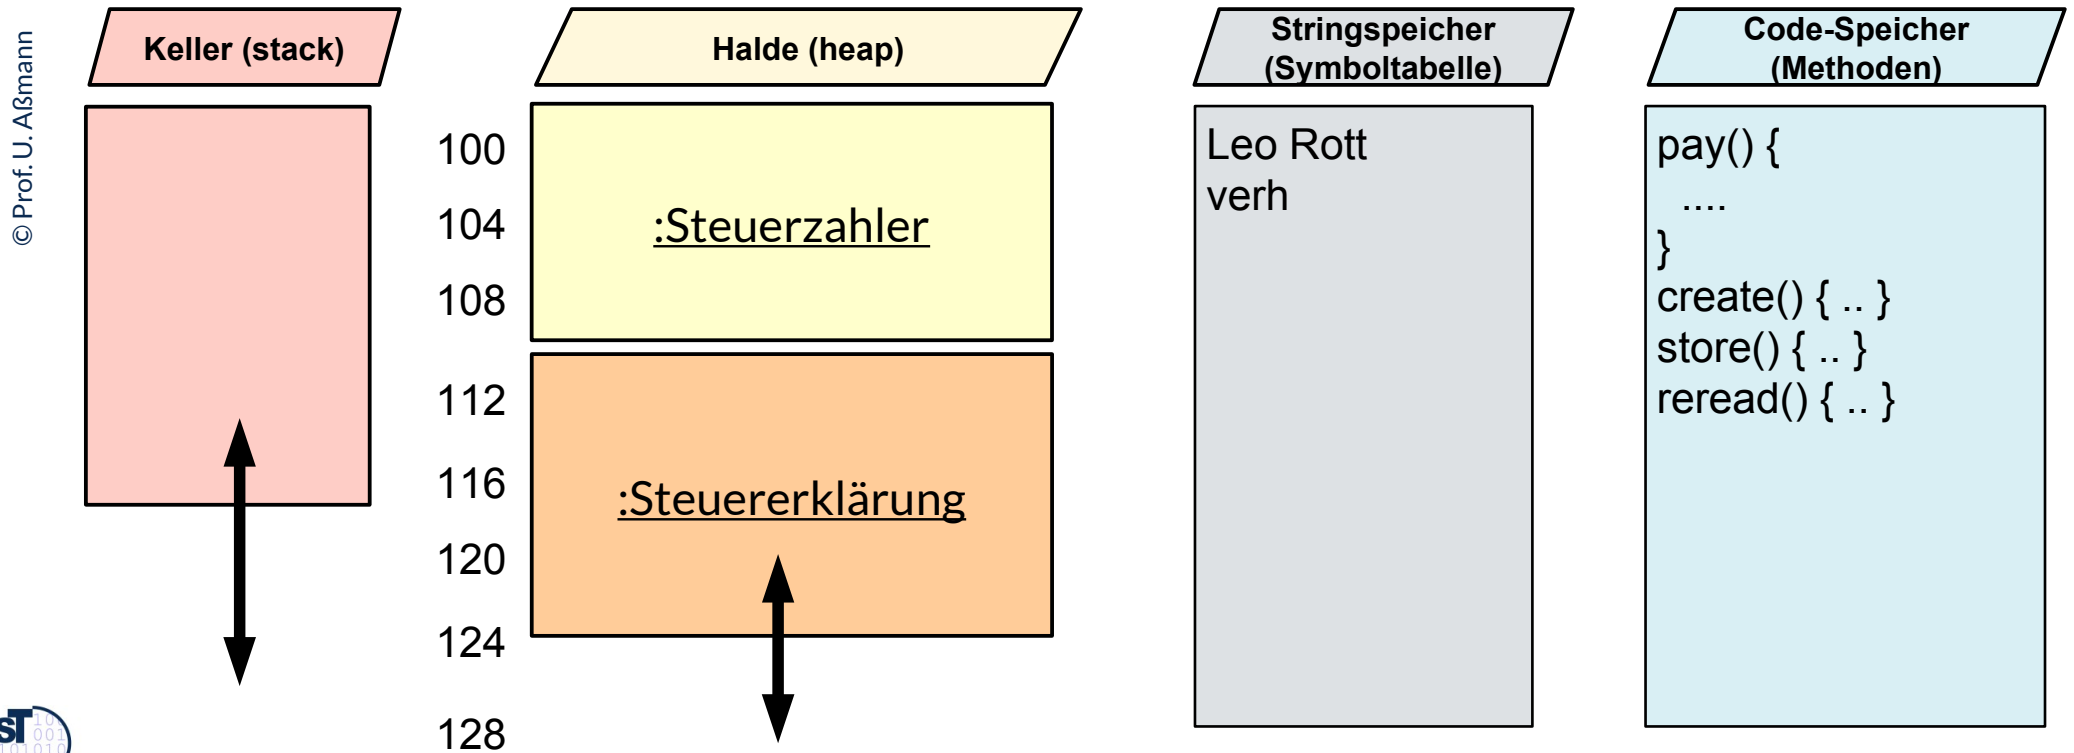 © Prof. U. Aßmann
Keller (stack)
Halde (heap)
Stringspeicher
(Symboltabelle)
Code-Speicher
(Methoden)
100
104
108
112
116
120
124
128
:Steuerzahler
:Steuererklärung
Leo Rott
verh
pay() {
....
}
create() { .. }
store() { .. }
reread() { .. }
sT